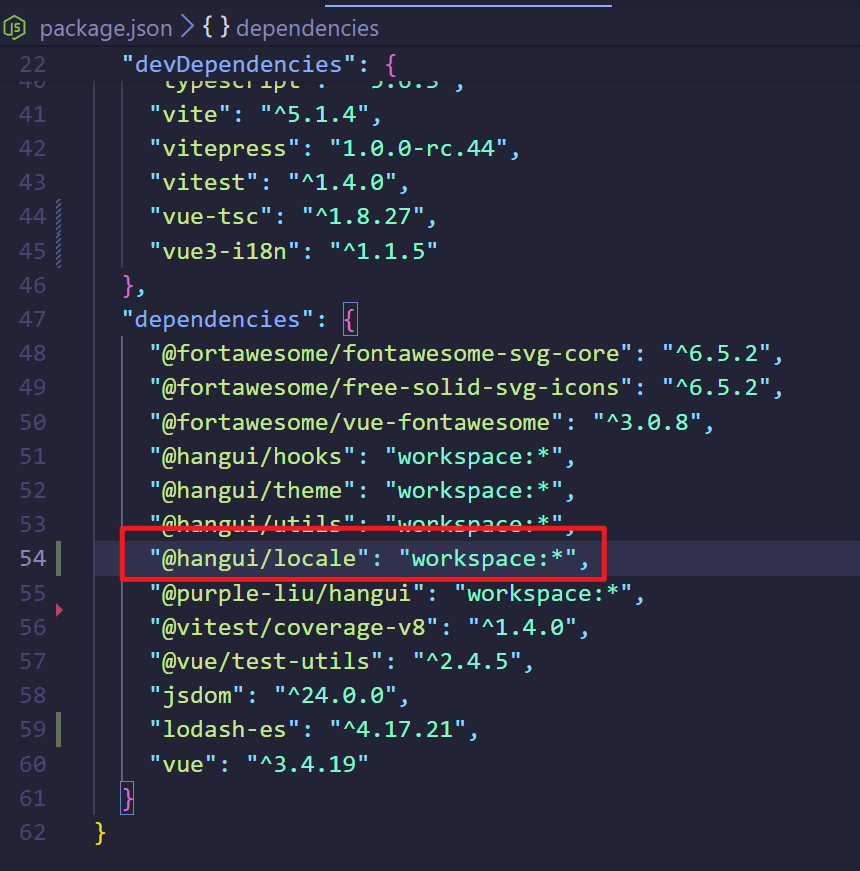 package.json > {} dependencies
22 "devDependencies": {
41 "vite": "^5.1.4",
42 "vitepress": "1.0.0-rc.44",
43 "vitest": "^1.4.0",
44 "vue-tsc": "^1.8.27",
45 "vue3-i18n": "^1.1.5"
46 },
47 "dependencies": {
48 "@fortawesome/fontawesome-svg-core": "^6.5.2",
49 "@fortawesome/free-solid-svg-icons": "^6.5.2",
50 "@fortawesome/vue-fontawesome": "^3.0.8",
51 "@hangui/hooks": "workspace:*",
52 "@hangui/theme": "workspace:*",
53 "@hangui/utils": "workspace:*",
54 "@hangui/locale": "workspace:*",
55 "@purple-liu/hangui": "workspace:*",
56 "@vitest/coverage-v8": "^1.4.0",
57 "@vue/test-utils": "^2.4.5",
58 "jsdom": "^24.0.0",
59 "lodash-es": "^4.17.21",
60 "vue": "^3.4.19"
61 }
62 }